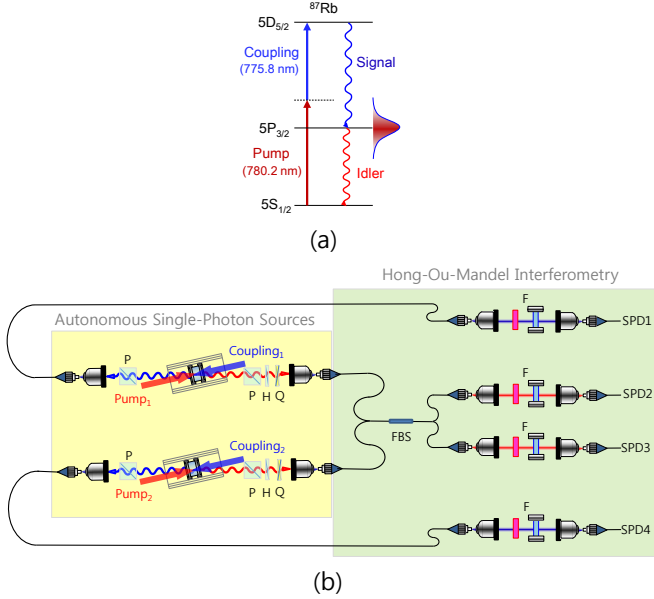 ⁸⁷Rb
5D5/2
Coupling
(775.8 nm)
Signal
5P3/2
Pump
(780.2 nm)
Idler
5S1/2
(a)
Hong-Ou-Mandel Interferometry
Autonomous Single-Photon Sources
F
SPD1
P
Coupling1
Pump1
P H Q
F
SPD2
FBS
F
SPD3
P
Coupling2
Pump2
P H Q
F
SPD4
(b)